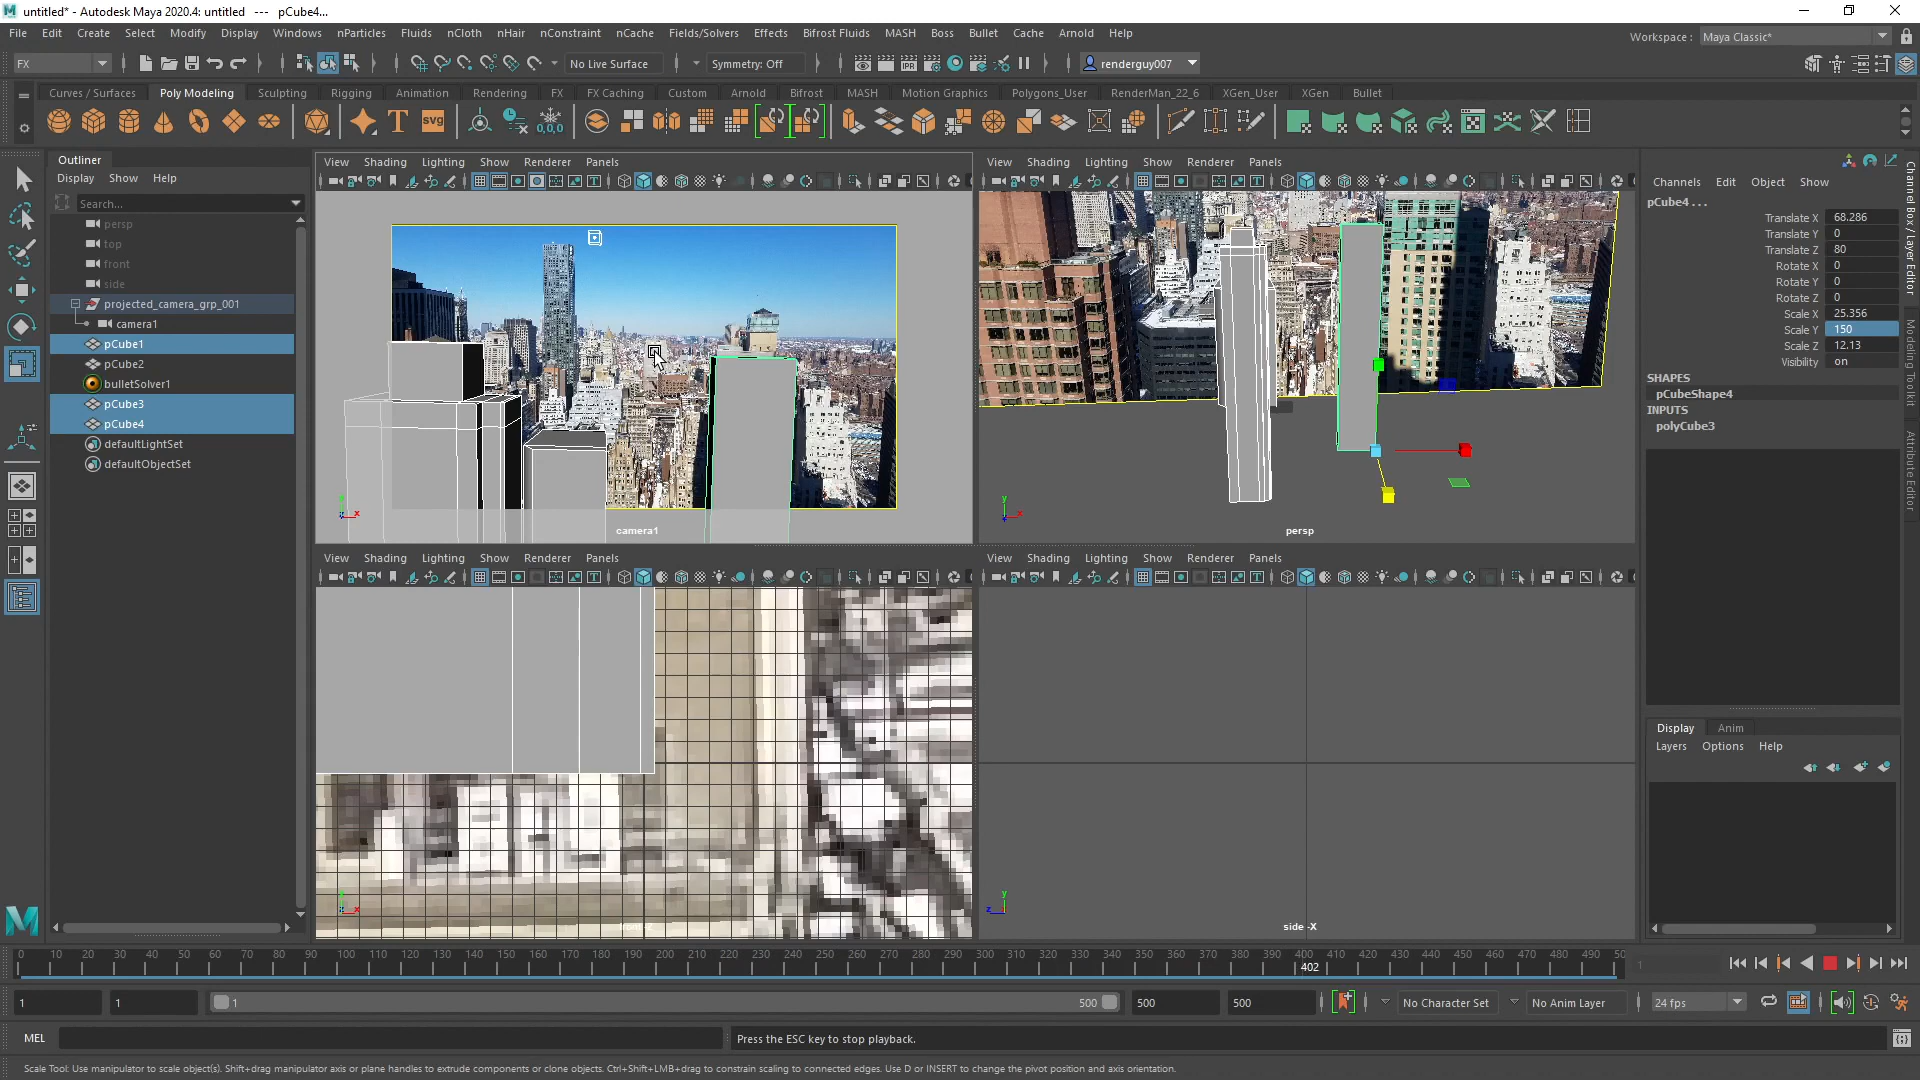 untitled* - Autodesk Maya 2020.4: untitled --- pCube4...
File Edit Create Select Modify Display Windows nParticles Fluids nCloth nHair nConstraint nCache Fields/Solvers Effects Bifrost Fluids MASH Boss Bullet Cache Arnold Help
Workspace : Maya Classic*
FX No Live Surface Symmetry: Off renderguy007
Curves / Surfaces Poly Modeling Sculpting Rigging Animation Rendering FX FX Caching Custom Arnold Bifrost MASH Motion Graphics Polygons_User RenderMan_22_6 XGen_User XGen Bullet
T SVG 0,0,0
Outliner
Display Show Help
Search...
persp
top
front
side
projected_camera_grp_001
camera1
pCube1
pCube2
bulletSolver1
pCube3
pCube4
defaultLightSet
defaultObjectSet
View Shading Lighting Show Renderer Panels
camera1
View Shading Lighting Show Renderer Panels
persp
View Shading Lighting Show Renderer Panels
View Shading Lighting Show Renderer Panels
side -X
Channels Edit Object Show
pCube4 . . .
Translate X 68.286
Translate Y 0
Translate Z 80
Rotate X 0
Rotate Y 0
Rotate Z 0
Scale X 25.356
Scale Y 150
Scale Z 12.13
Visibility on
SHAPES
pCubeShape4
INPUTS
polyCube3
Channel Box / Layer Editor
Modeling Toolkit
Attribute Editor
Display Anim
Layers Options Help
0 10 20 30 40 50 60 70 80 90 100 110 120 130 140 150 160 170 180 190 200 210 220 230 240 250 260 270 280 290 300 310 320 330 340 350 360 370 380 390 400 410 420 430 440 450 460 470 480 490 50
402
1
1 1 1 500 500 500 No Character Set No Anim Layer 24 fps
MEL Press the ESC key to stop playback.
Scale Tool: Use manipulator to scale object(s). Shift+drag manipulator axis or plane handles to extrude components or clone objects. Ctrl+Shift+LMB+drag to constrain scaling to connected edges. Use D or INSERT to change the pivot position and axis orientation.